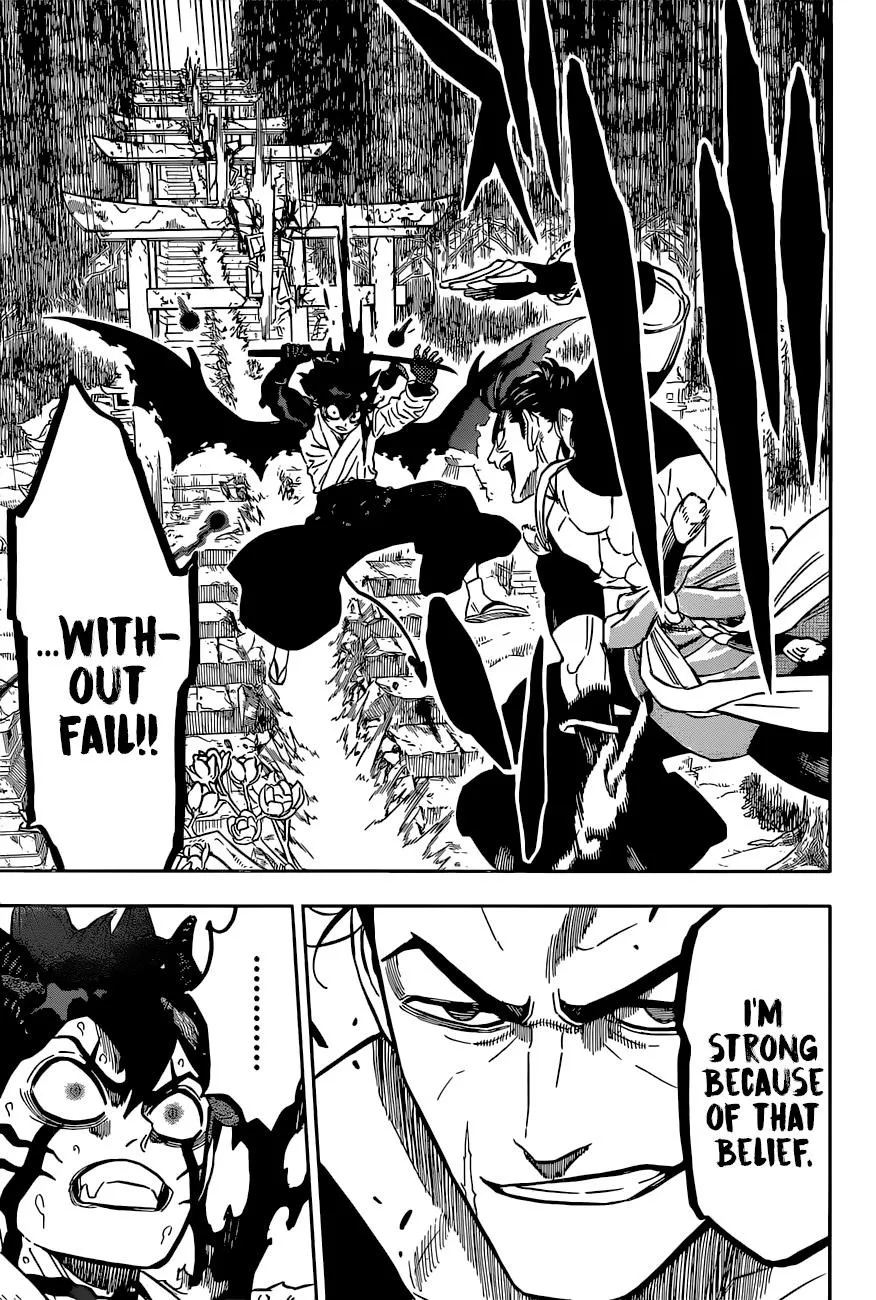 ...WITH-
OUT
FAIL!!
I'M
STRONG
BECAUSE
OF THAT
BELIEF.
.........